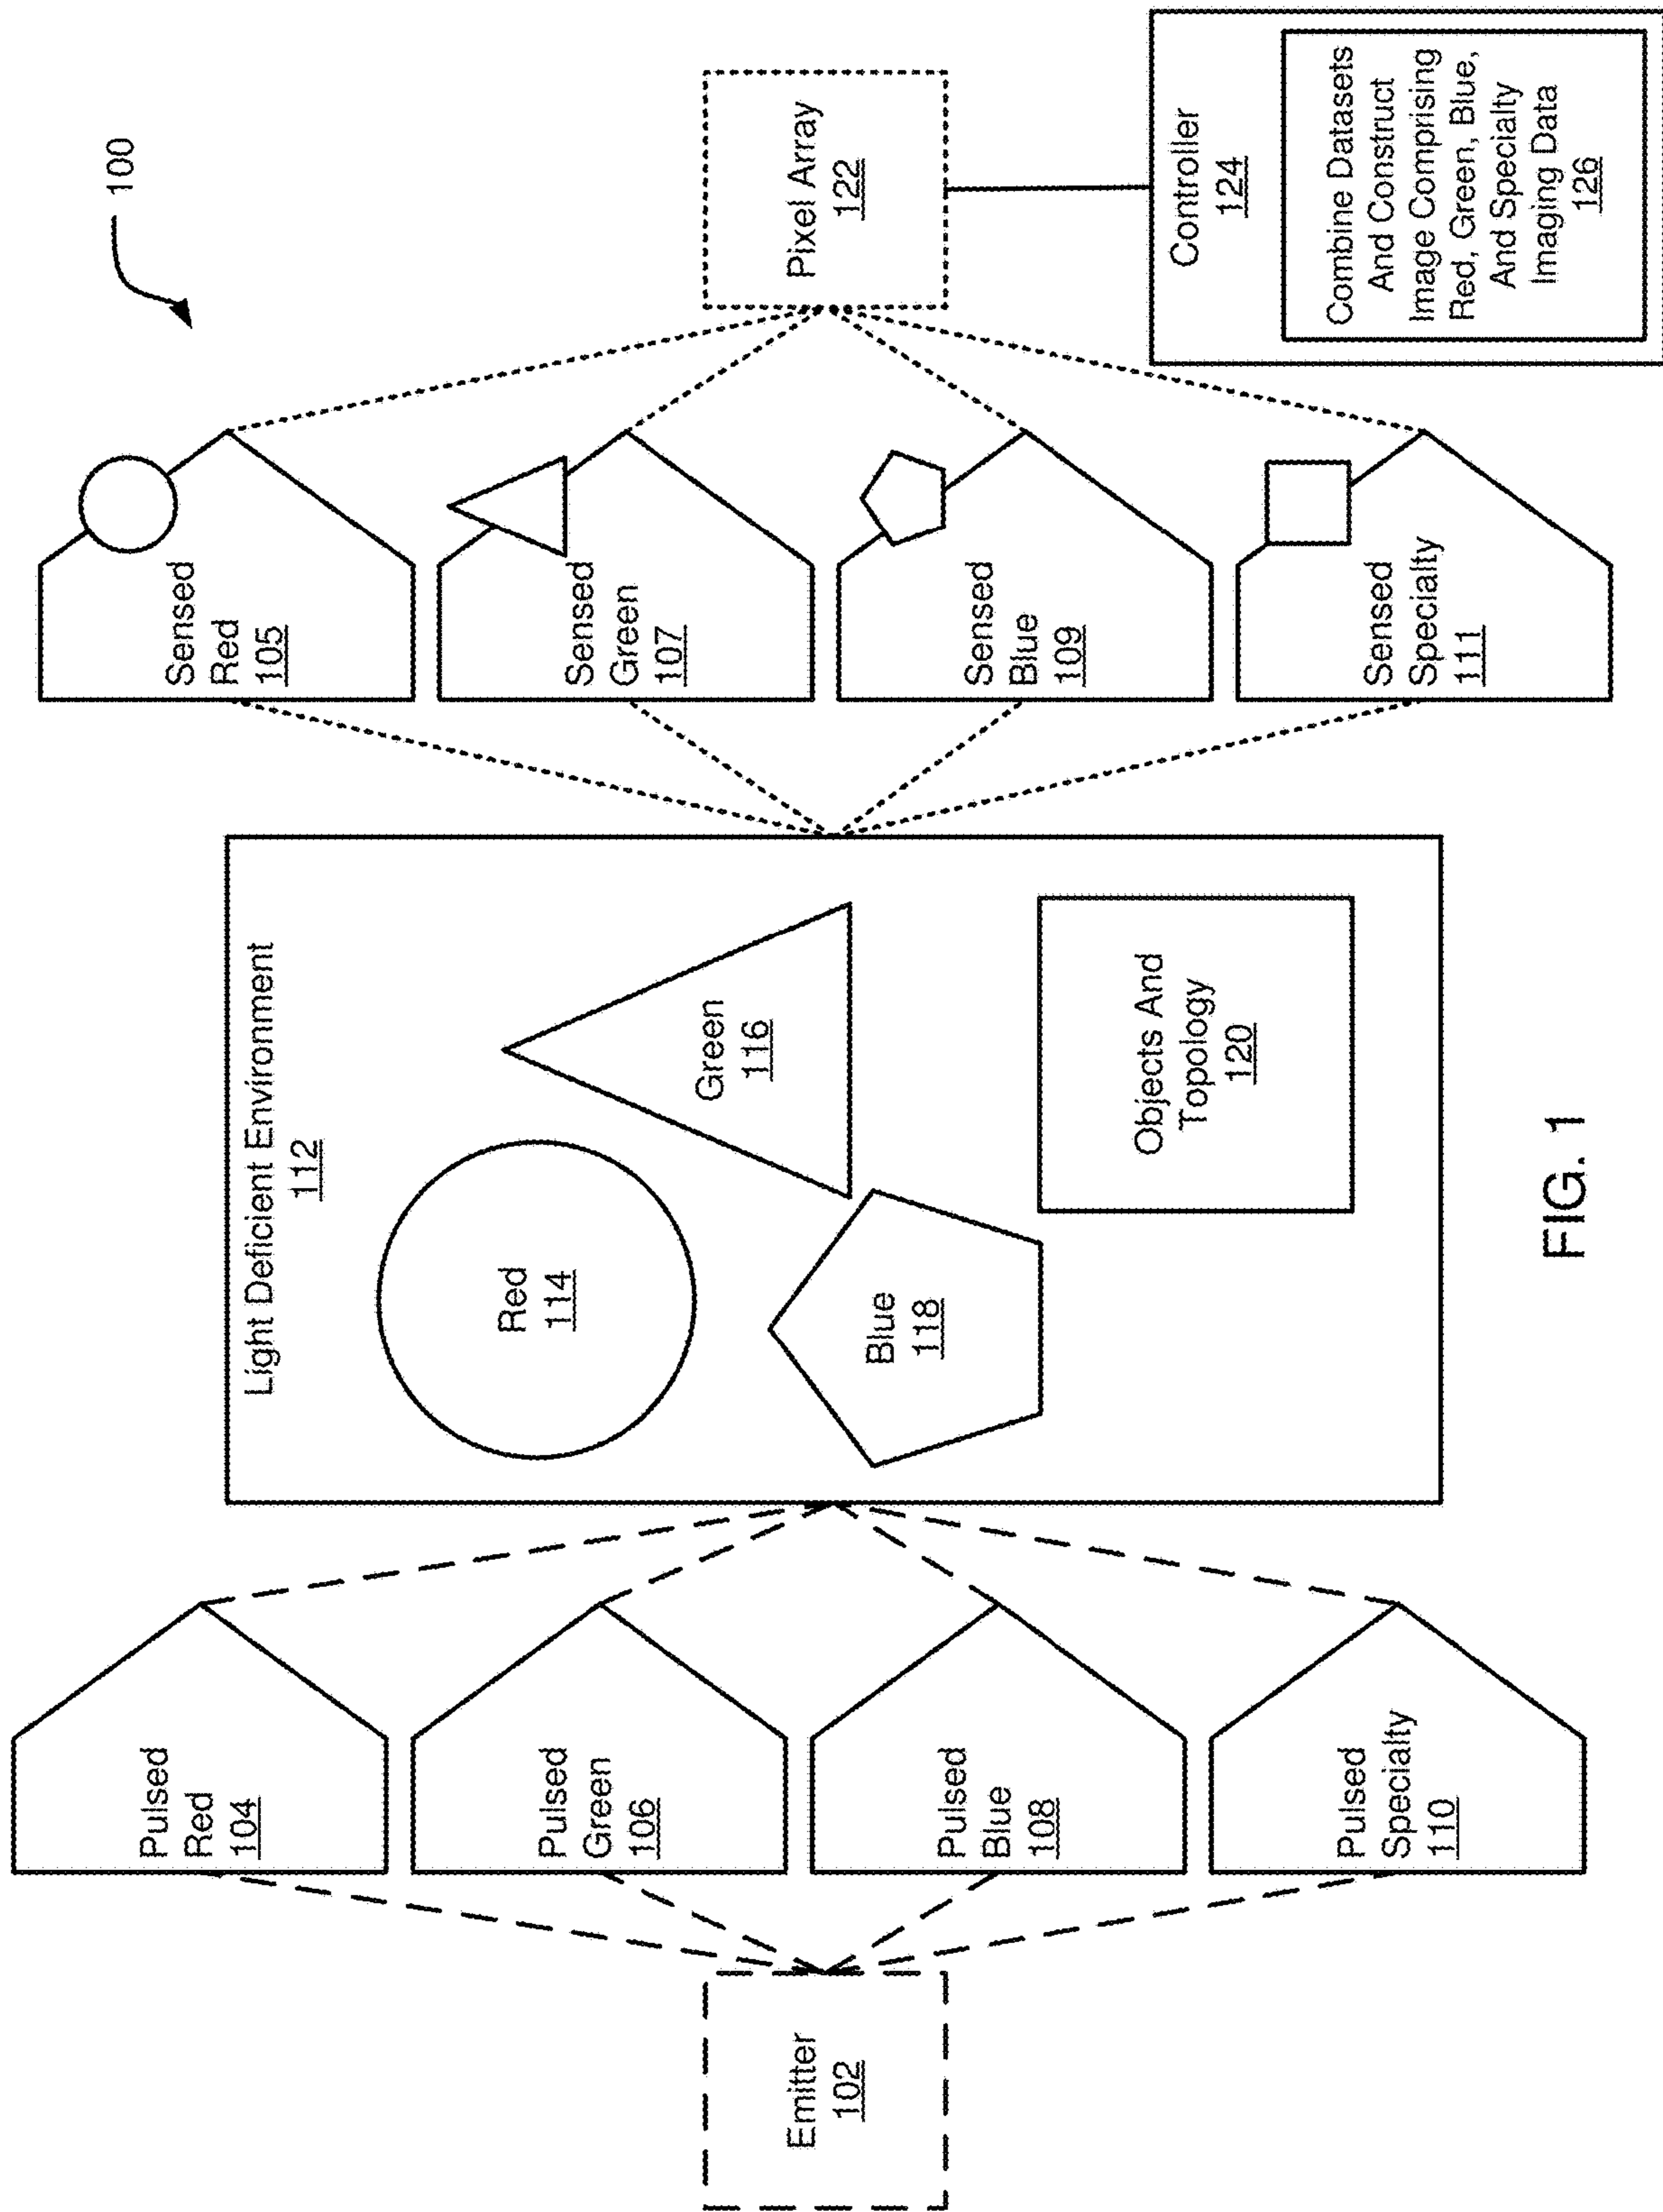 100
Emitter
102
Pulsed
Red
104
Pulsed
Green
106
Pulsed
Blue
108
Pulsed
Specialty
110
Light Deficient Environment
112
Red
114
Green
116
Blue
118
Objects And
Topology
120
Sensed
Red
105
Sensed
Green
107
Sensed
Blue
109
Sensed
Specialty
111
Pixel Array
122
Controller
124
Combine Datasets
And Construct
Image Comprising
Red, Green, Blue,
And Specialty
Imaging Data
126
FIG. 1